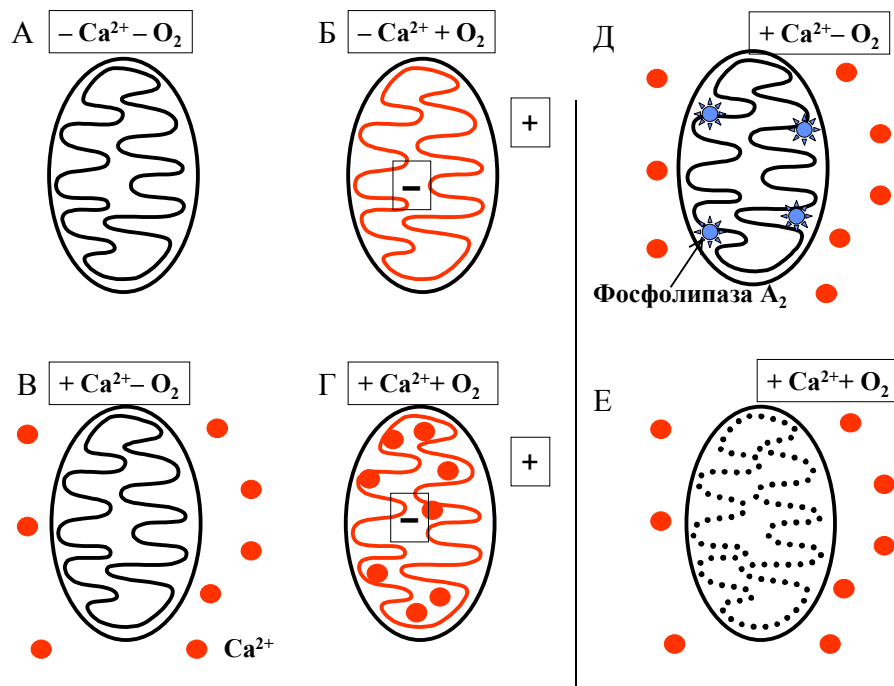 А
– Ca²⁺ – O₂
Б
– Ca²⁺ + O₂
Д
+ Ca²⁺– O₂
+
–
Фосфолипаза А₂
В
+ Ca²⁺– O₂
Г
+ Ca²⁺+ O₂
Е
+ Ca²⁺+ O₂
+
–
Ca²⁺